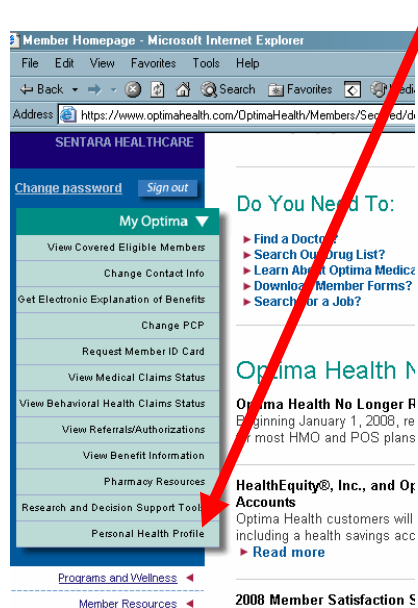 Member Homepage - Microsoft Internet Explorer
File Edit View Favorites Tools Help
Back Search Favorites
Address https://www.optimahealth.com/OptimaHealth/Members/Secured/d
SENTARA HEALTHCARE
Change password Sign out
My Optima
View Covered Eligible Members
Change Contact Info
Get Electronic Explanation of Benefits
Change PCP
Request Member ID Card
View Medical Claims Status
View Behavioral Health Claims Status
View Referrals/Authorizations
View Benefit Information
Pharmacy Resources
Research and Decision Support Tools
Personal Health Profile
Programs and Wellness
Member Resources
Do You Need To:
Find a Doctor?
Search Our Drug List?
Learn About Optima Medica
Download Member Forms?
Search for a Job?
Optima Health N
Optima Health No Longer R
Beginning January 1, 2008, re
for most HMO and POS plans
HealthEquity®, Inc., and Op
Accounts
Optima Health customers will
including a health savings acc
Read more
2008 Member Satisfaction S